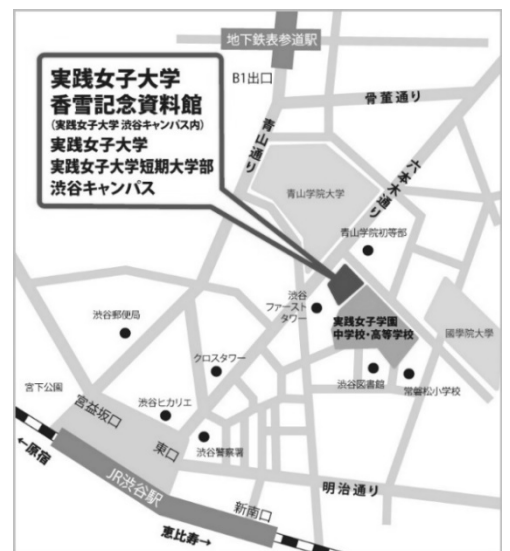 地下鉄表参道駅
B1出口
実践女子大学
香雪記念資料館
(実践女子大学 渋谷キャンパス内)
実践女子大学
実践女子大学短期大学部
渋谷キャンパス
骨董通り
青山通り
六本木通り
青山学院大学
青山学院初等部
渋谷
ファースト
タワー
実践女子学園
中学校・高等学校
國學院大學
渋谷郵便局
クロスタワー
渋谷図書館
常磐松小学校
宮下公園
宮益坂口
渋谷ヒカリエ
東口
渋谷警察署
←原宿
JR渋谷駅
新南口
明治通り
恵比寿→